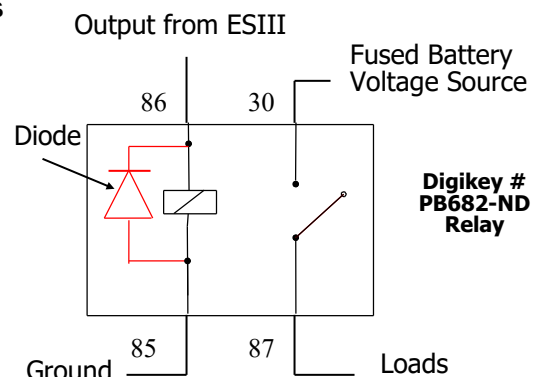 s
Output from ESIII
Fused Battery
Voltage Source
86
30
Diode
Digikey #
PB682-ND
Relay
85
87
Ground
Loads